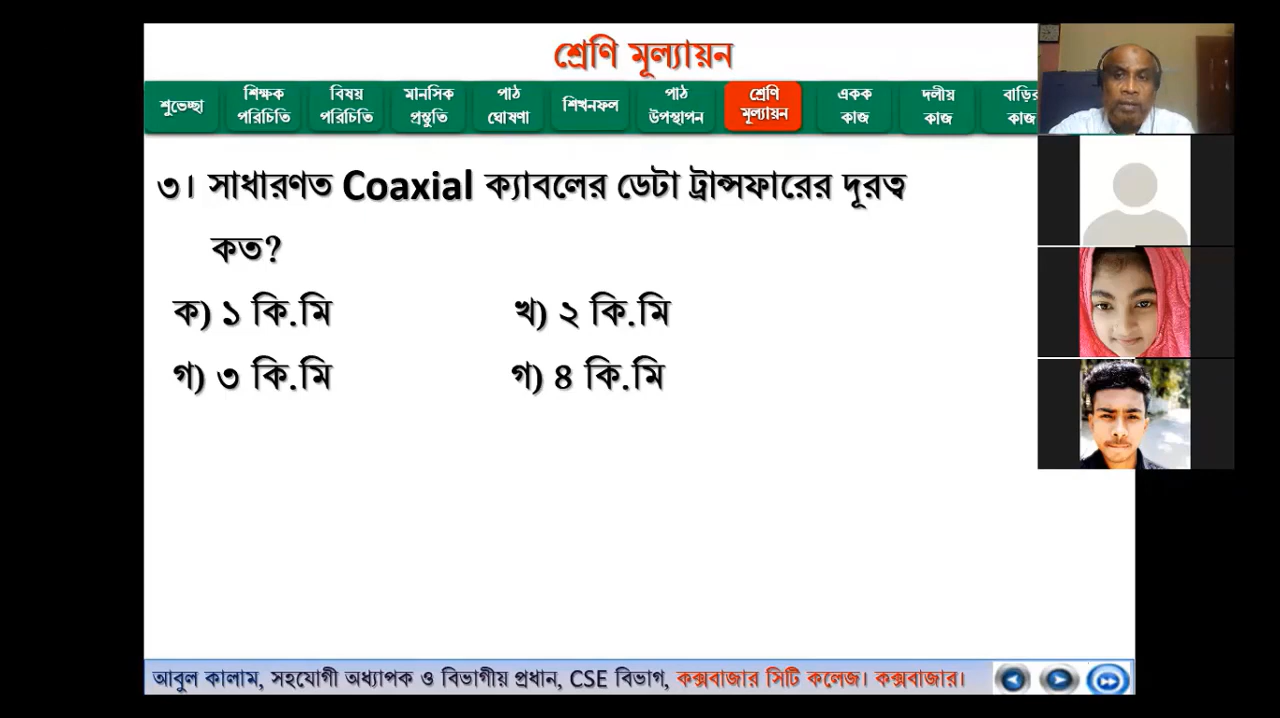 শ্রেণি মূল্যায়ন
শুভেচ্ছা
শিক্ষক পরিচিতি
বিষয় পরিচিতি
মানসিক প্রস্তুতি
পাঠ ঘোষণা
শিখনফল
পাঠ উপস্থাপন
শ্রেণি মূল্যায়ন
একক কাজ
দলীয় কাজ
বাড়ির কাজ
৩। সাধারণত Coaxial ক্যাবলের ডেটা ট্রান্সফারের দূরত্ব
কত?
ক) ১ কি.মি খ) ২ কি.মি
গ) ৩ কি.মি গ) ৪ কি.মি
আবুল কালাম, সহযোগী অধ্যাপক ও বিভাগীয় প্রধান, CSE বিভাগ, কক্সবাজার সিটি কলেজ। কক্সবাজার।